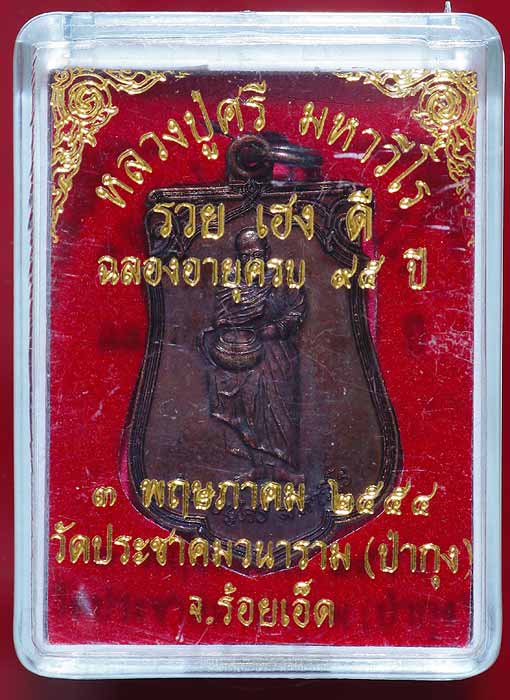 หลวงปู่ศรี มหาวีโร
รวย เฮง ดี
ฉลองอายุครบ ๙๕ ปี
๓ พฤษภาคม ๒๕๕๔
วัดประชาคมวนาราม (ป่ากุง)
จ.ร้อยเอ็ด